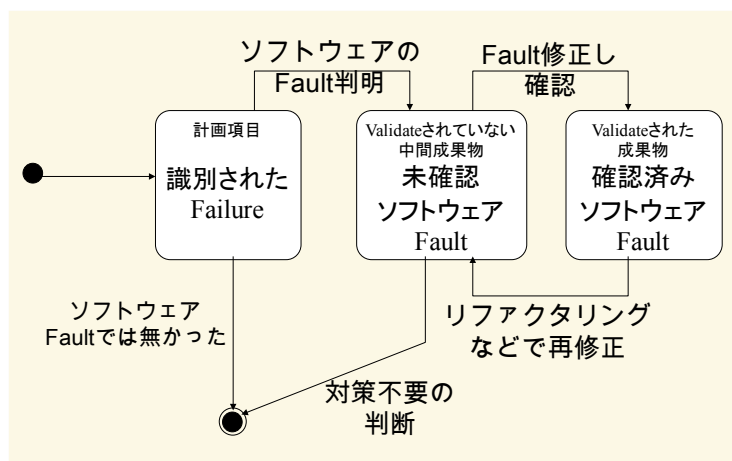 ソフトウェアの
Fault判明
Fault修正し
確認
計画項目
識別された
Failure
Validateされていない
中間成果物
未確認
ソフトウェア
Fault
Validateされた
成果物
確認済み
ソフトウェア
Fault
ソフトウェア
Faultでは無かった
リファクタリング
などで再修正
対策不要の
判断